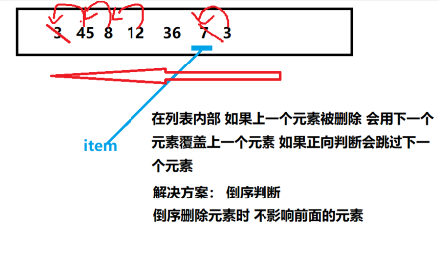 3 45 8 12 36 7 3
item
在列表内部 如果上一个元素被删除 会用下一个
元素覆盖上一个元素 如果正向判断会跳过下一
个元素
解决方案： 倒序判断
倒序删除元素时 不影响前面的元素